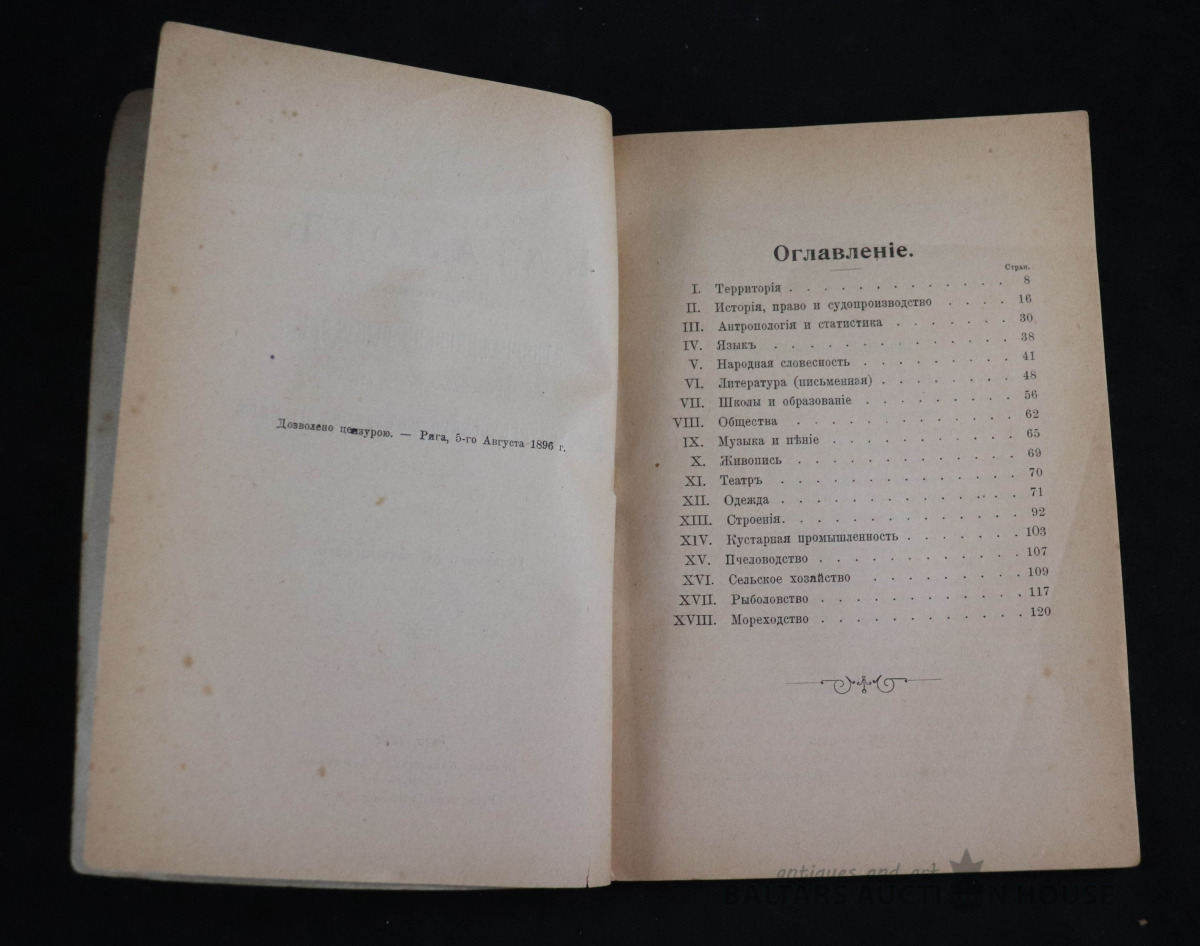 Дозволено цензурою. — Рига, 5-го Августа 1896 г.
Оглавленіе.
Стран.
I. Территорія . . . . . . . . . . . . . 8
II. Исторія, право и судопроизводство . . . . 16
III. Антропологія и статистика . . . . . . . 30
IV. Языкъ . . . . . . . . . . . . . 38
V. Народная словесность . . . . . . . . 41
VI. Литература (письменная) . . . . . . . 48
VII. Школы и образованіе . . . . . . . . 56
VIII. Общества . . . . . . . . . . . . 62
IX. Музыка и пѣніе . . . . . . . . . . 65
X. Живопись . . . . . . . . . . . . 69
XI. Театръ . . . . . . . . . . . . . 70
XII. Одежда . . . . . . . . . . . . . 71
XIII. Строенія. . . . . . . . . . . . . 92
XIV. Кустарная промышленность . . . . . . . 103
XV. Пчеловодство . . . . . . . . . . 107
XVI. Сельское хозяйство . . . . . . . . 109
XVII. Рыболовство . . . . . . . . . . 117
XVIII. Мореходство . . . . . . . . . . 120
antiques and art
BALTARS AUCTION HOUSE